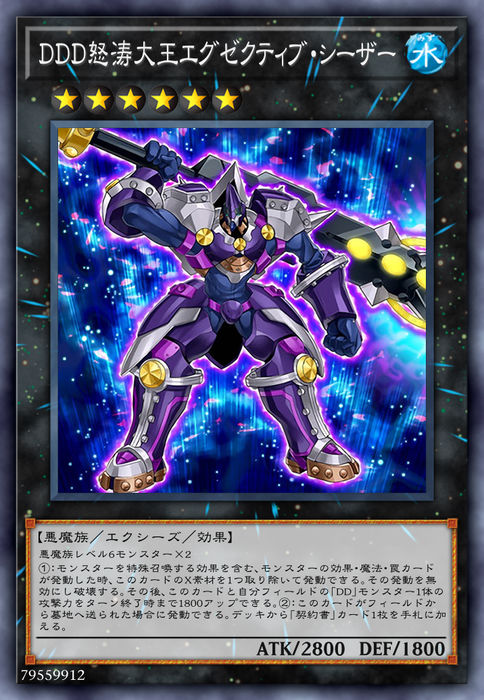 DDD怒濤大王エグゼクティブ・シーザー
みず
水
【悪魔族／エクシーズ／効果】
悪魔族レベル6モンスター×2
①：モンスターを特殊召喚する効果を含む、モンスターの効果・魔法・罠カード
が発動した時、このカードのX素材を1つ取り除いて発動できる。その発動を無
効にし破壊する。その後、このカードと自分フィールドの「DD」モンスター1体の
攻撃力をターン終了時まで1800アップできる。②：このカードがフィールドか
ら墓地へ送られた場合に発動できる。デッキから「契約書」カード1枚を手札に加
える。
ATK/2800 DEF/1800
79559912